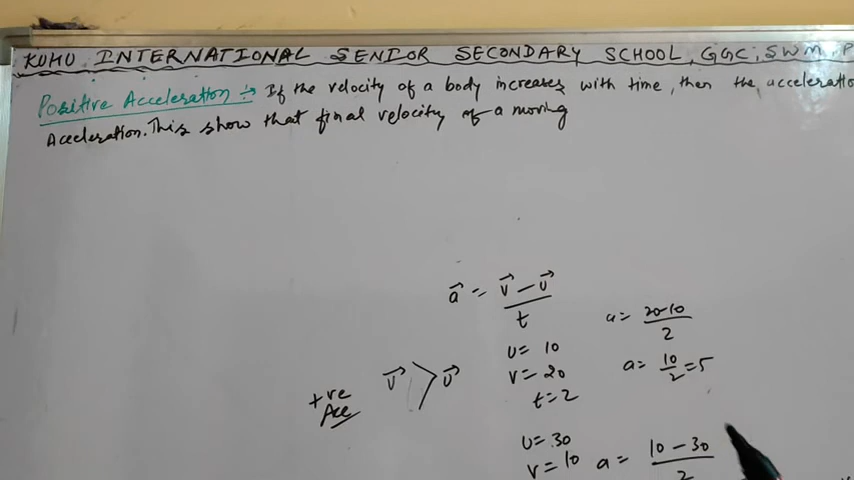 KUHU INTERNATIONAL SENIOR SECONDARY SCHOOL, GGC, SWM, P
Positive Acceleration :→ If the velocity of a body increases with time, then the acceleratio
Acceleration. This show that final velocity of a moving
a⃗ = (v⃗ - u⃗)/t
u = 10
v = 20
t = 2
a = (20-10)/2
a = 10/2 = 5
+ve Acc
v⃗ > u⃗
u = 30
v = 10
a = (10 - 30)/2